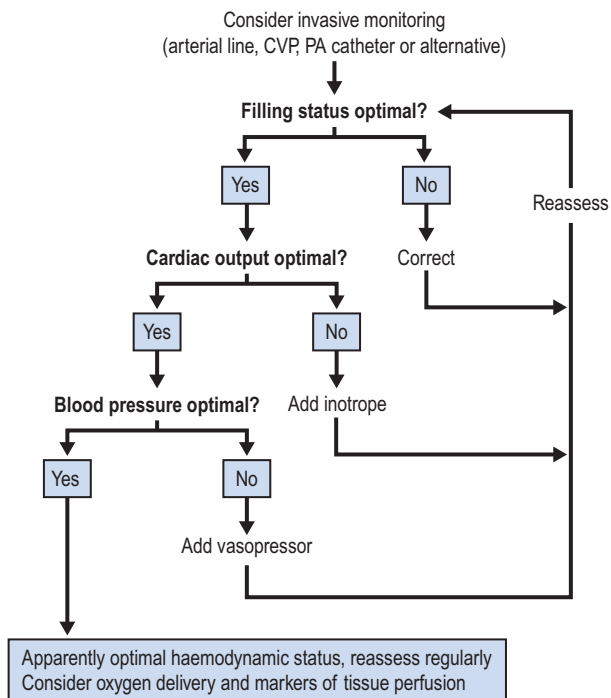 Consider invasive monitoring
(arterial line, CVP, PA catheter or alternative)
Filling status optimal?
Yes
No
Reassess
Cardiac output optimal?
Correct
Yes
No
Blood pressure optimal?
Add inotrope
Yes
No
Add vasopressor
Apparently optimal haemodynamic status, reassess regularly
Consider oxygen delivery and markers of tissue perfusion